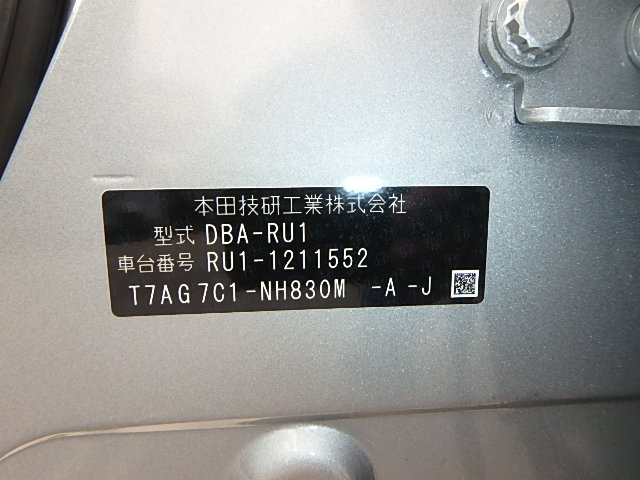 本田技研工業株式会社
型式 DBA-RU1
車台番号 RU1-1211552
T7AG7C1-NH830M -A-J